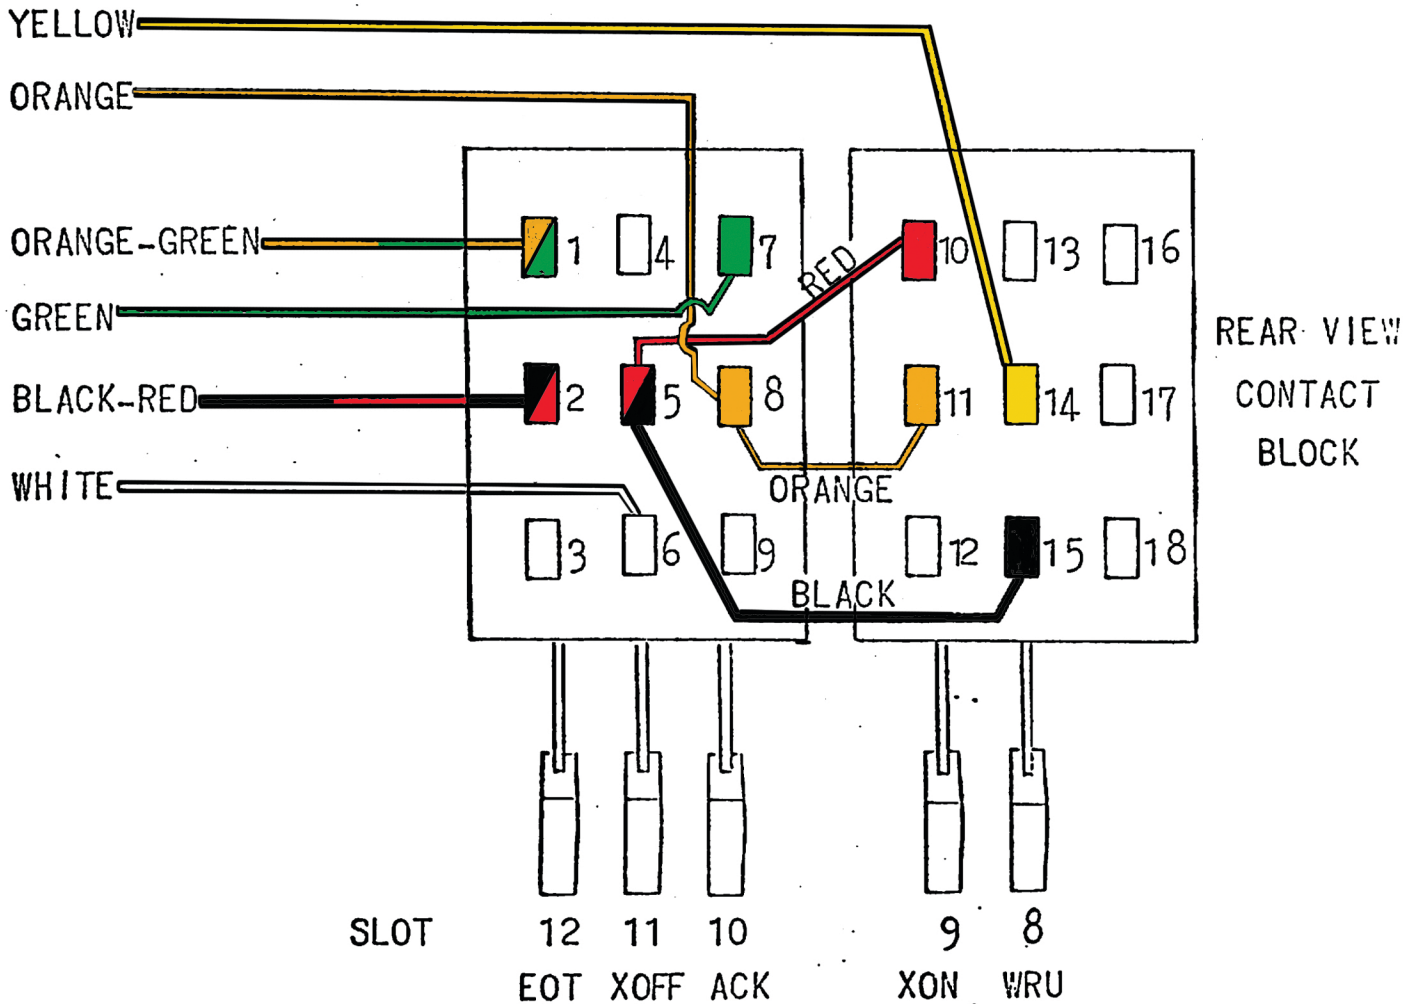 YELLOW
ORANGE
ORANGE-GREEN
1
4
7
RED
10
13
16
GREEN
REAR VIEW
BLACK-RED
2
5
8
11
14
17
CONTACT
BLOCK
WHITE
ORANGE
3
6
9
12
15
18
BLACK
SLOT 12 11 10 9 8
EOT XOFF ACK XON WRU